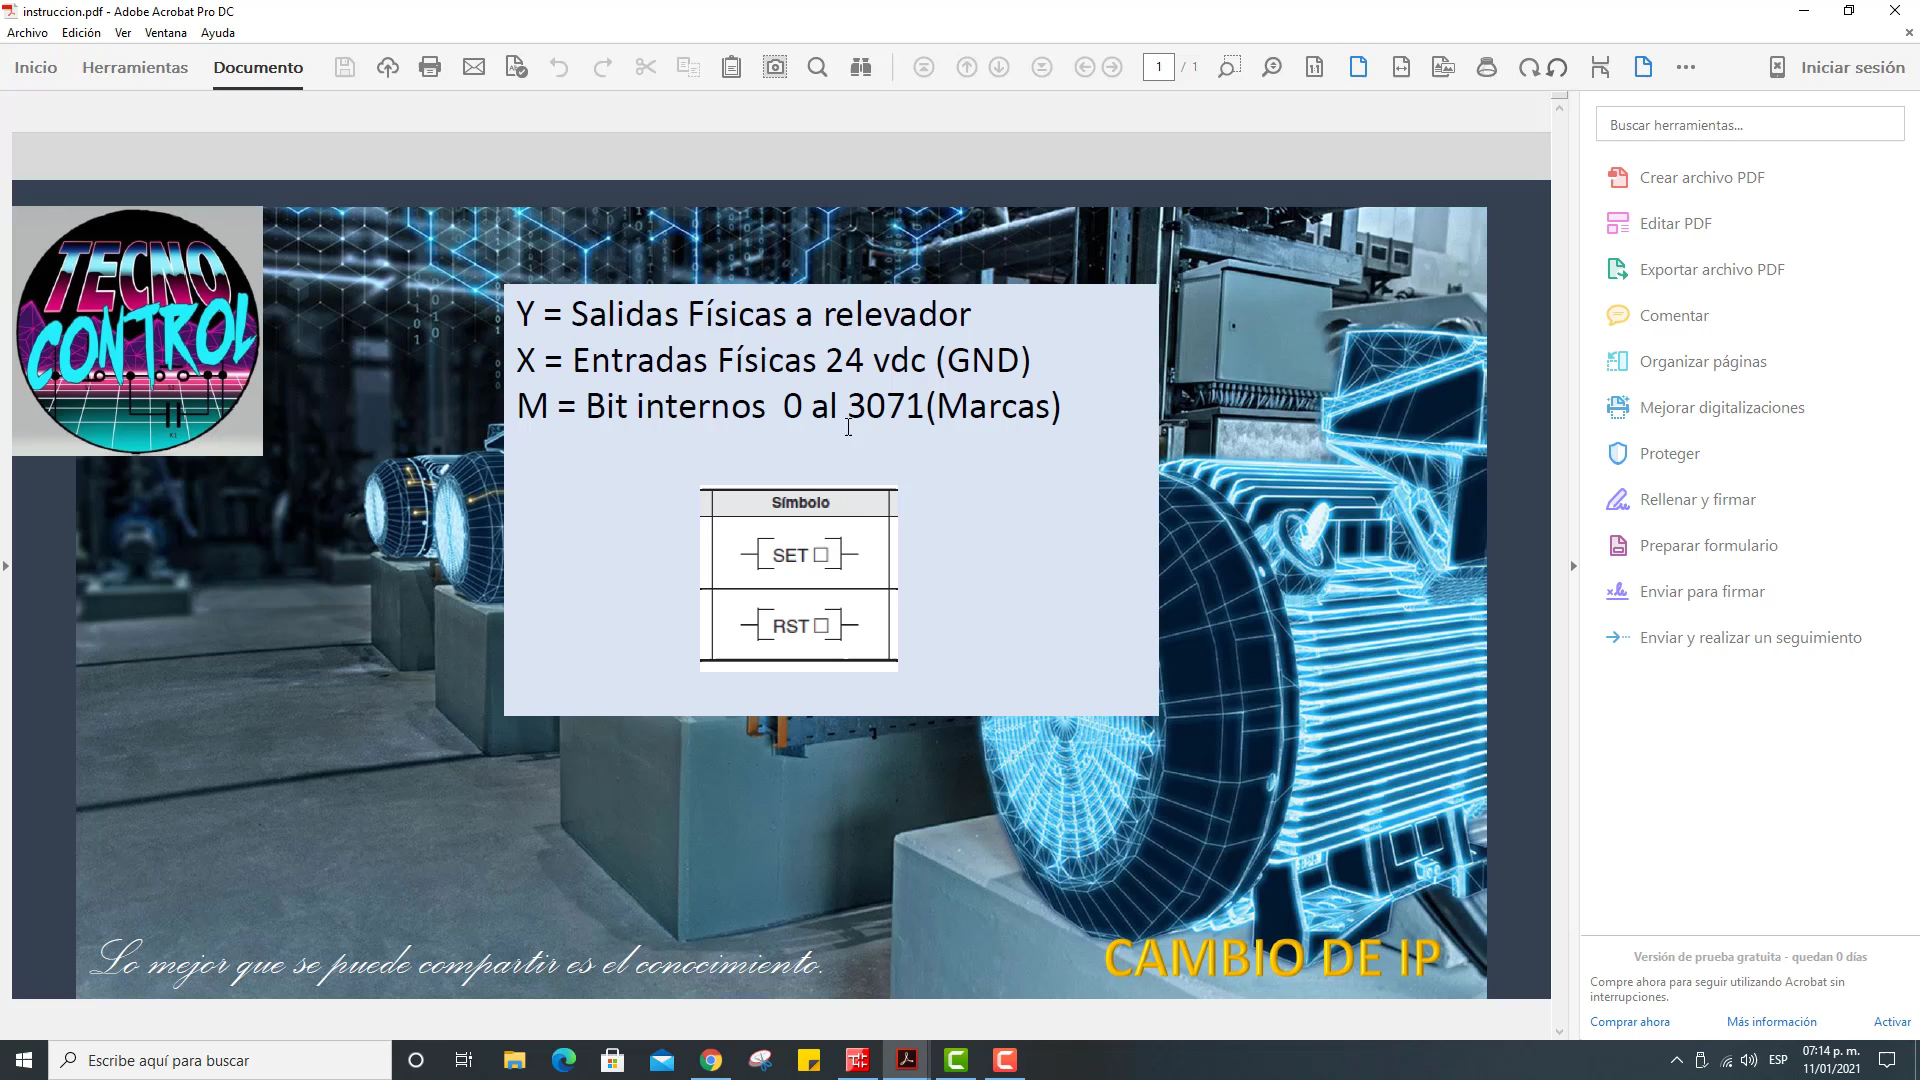 instruccion.pdf - Adobe Acrobat Pro DC
Archivo Edición Ver Ventana Ayuda
Inicio Herramientas Documento 1 / 1 Iniciar sesión
Buscar herramientas...
Crear archivo PDF
Editar PDF
Exportar archivo PDF
Comentar
Organizar páginas
Mejorar digitalizaciones
Proteger
Rellenar y firmar
Preparar formulario
Enviar para firmar
Enviar y realizar un seguimiento
TECNO
CONTROL
K1
Y = Salidas Físicas a relevador
X = Entradas Físicas 24 vdc (GND)
M = Bit internos 0 al 3071(Marcas)
Símbolo
SET
RST
Lo mejor que se puede compartir es el conocimiento.
CAMBIO DE IP
Versión de prueba gratuita - quedan 0 días
Compre ahora para seguir utilizando Acrobat sin
interrupciones.
Comprar ahora Más información Activar
Escribe aquí para buscar
ESP
07:14 p. m.
11/01/2021